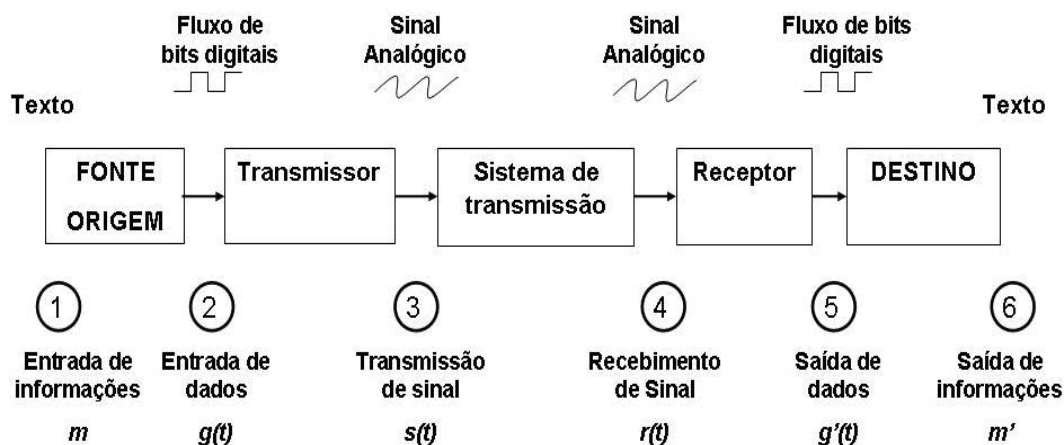 Fluxo de
bits digitais
Sinal
Analógico
Sinal
Analógico
Fluxo de bits
digitais
Texto
Texto
FONTE
ORIGEM
Transmissor
Sistema de
transmissão
Receptor
DESTINO
1
2
3
4
5
6
Entrada de
informações
Entrada de
dados
Transmissão
de sinal
Recebimento
de Sinal
Saída de
dados
Saída de
informações
m
g(t)
s(t)
r(t)
g'(t)
m'